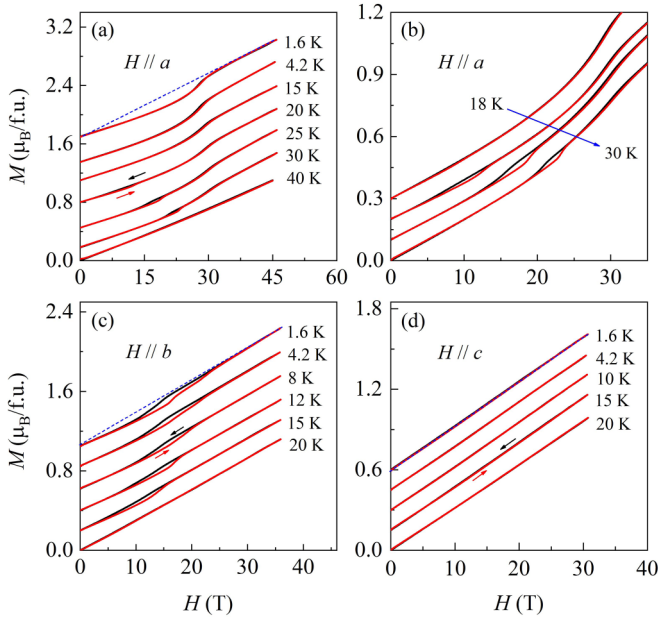 (a)
H // a
M (μB/f.u.)
3.2
2.4
1.6
0.8
0.0
0
15
30
45
60
1.6 K
4.2 K
15 K
20 K
25 K
30 K
40 K
(b)
H // a
1.2
0.9
0.6
0.3
0.0
0
10
20
30
18 K
30 K
(c)
H // b
M (μB/f.u.)
2.4
1.6
0.8
0.0
0
10
20
30
40
H (T)
1.6 K
4.2 K
8 K
12 K
15 K
20 K
(d)
H // c
1.8
1.2
0.6
0.0
0
10
20
30
40
H (T)
1.6 K
4.2 K
10 K
15 K
20 K